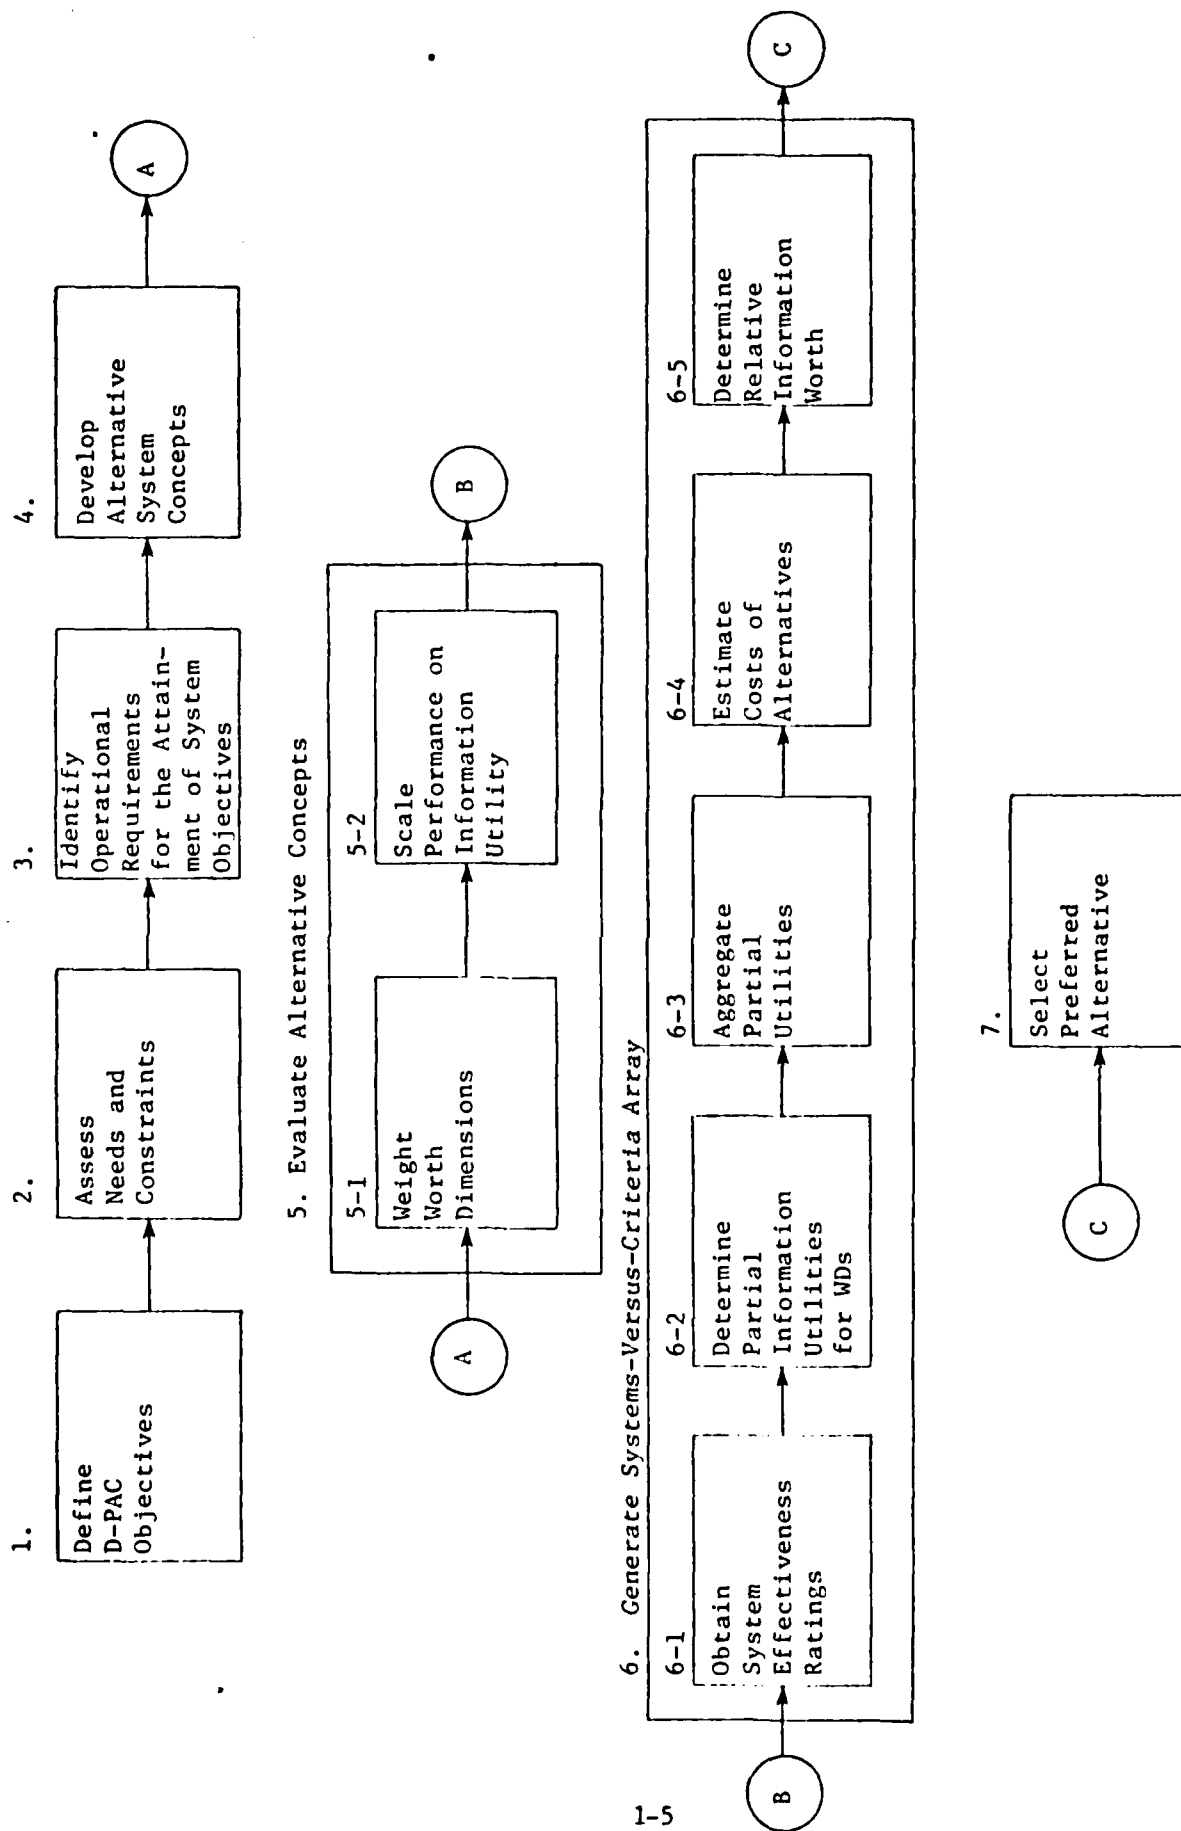 1.
Define
D-PAC
Objectives
2.
Assess
Needs and
Constraints
3.
Identify
Operational
Requirements
for the Attain-
ment of System
Objectives
4.
Develop
Alternative
System
Concepts
A
5. Evaluate Alternative Concepts
A
5-1
Weight
Worth
Dimensions
5-2
Scale
Performance on
Information
Utility
B
6. Generate Systems-Versus-Criteria Array
B
6-1
Obtain
System
Effectiveness
Ratings
6-2
Determine
Partial
Information
Utilities
for WDs
6-3
Aggregate
Partial
Utilities
6-4
Estimate
Costs of
Alternatives
6-5
Determine
Relative
Information
Worth
C
C
7.
Select
Preferred
Alternative
1-5